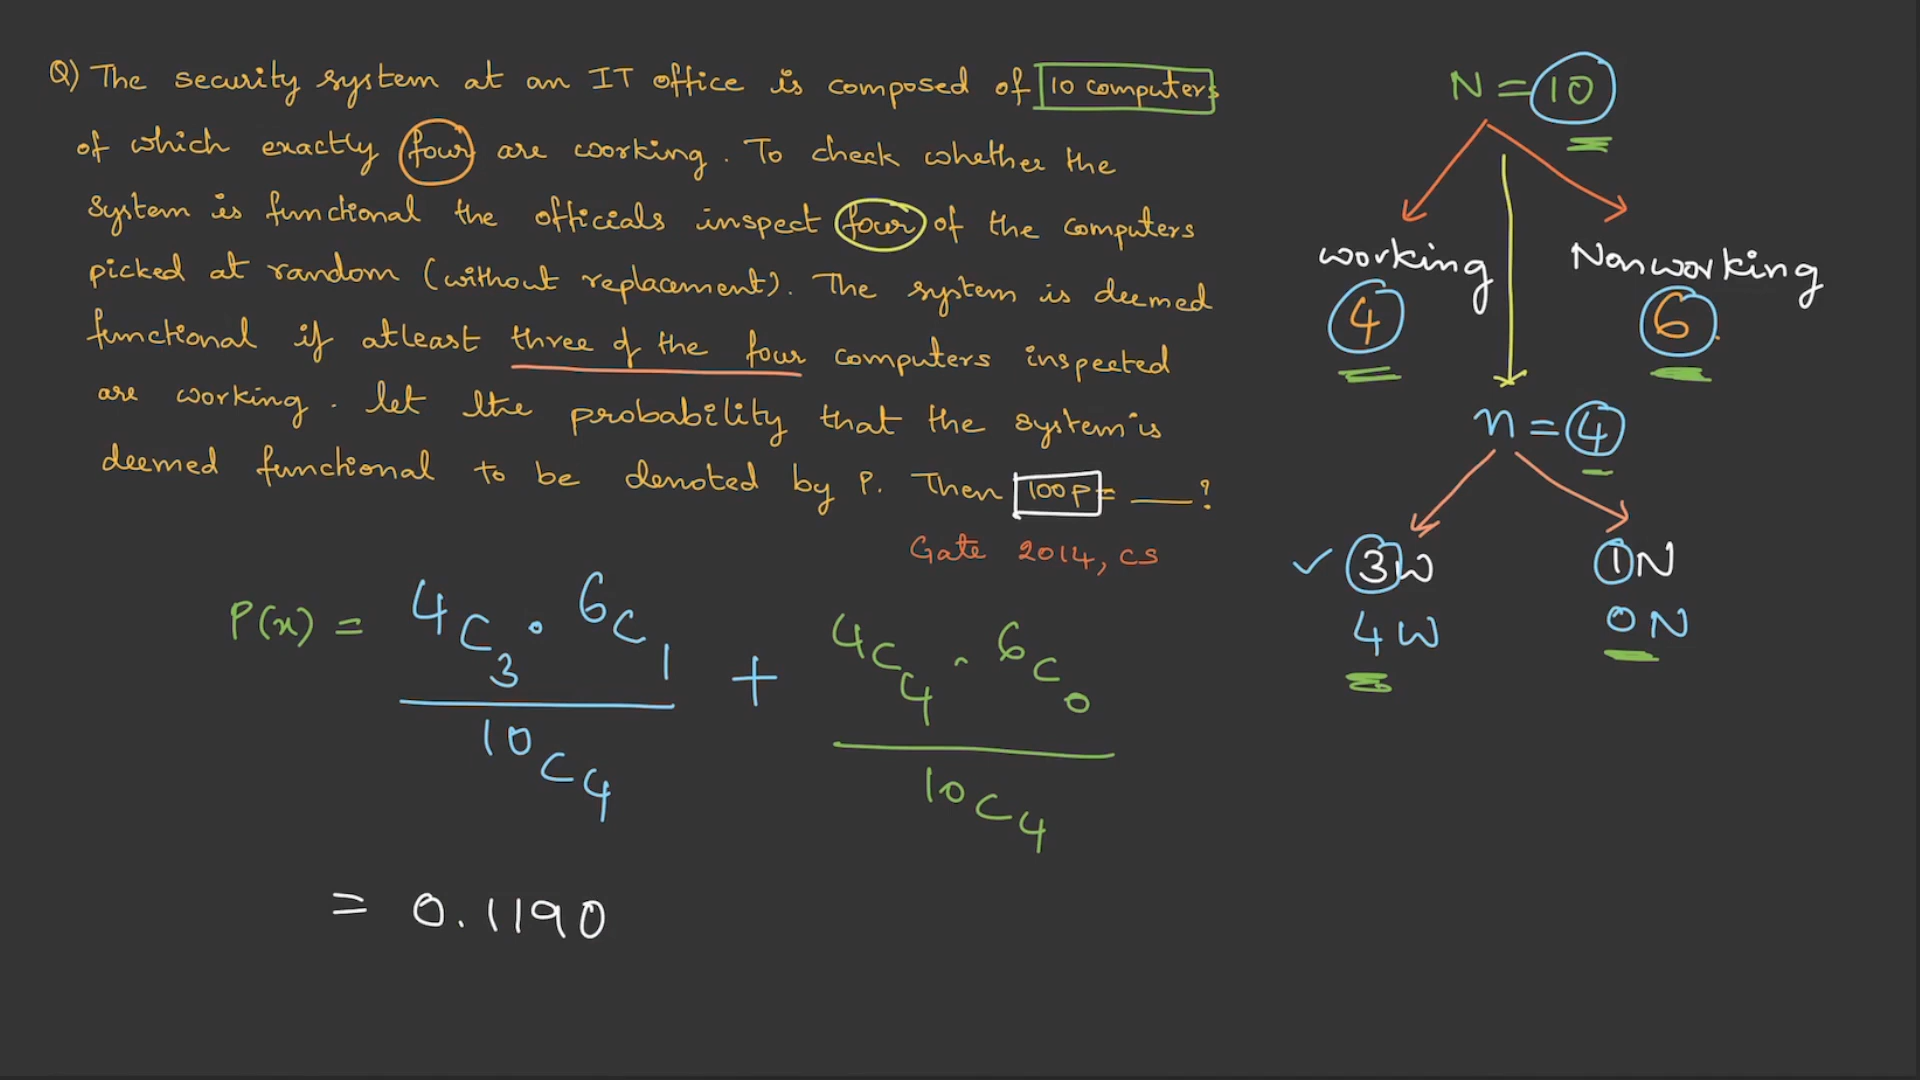 Q) The security system at an IT office is composed of 10 computers
of which exactly four are working. To check whether the
system is functional the officials inspect four of the computers
picked at random (without replacement). The system is deemed
functional if atleast three of the four computers inspected
are working. let the probability that the system is
deemed functional to be denoted by P. Then 100P = ___?
Gate 2014, CS
P(x) = 4C3 . 6C1 / 10C4 + 4C4 . 6C0 / 10C4
= 0.1190
N = 10
working Nonworking
4 6
n = 4
✓ 3W 1N
4W 0N